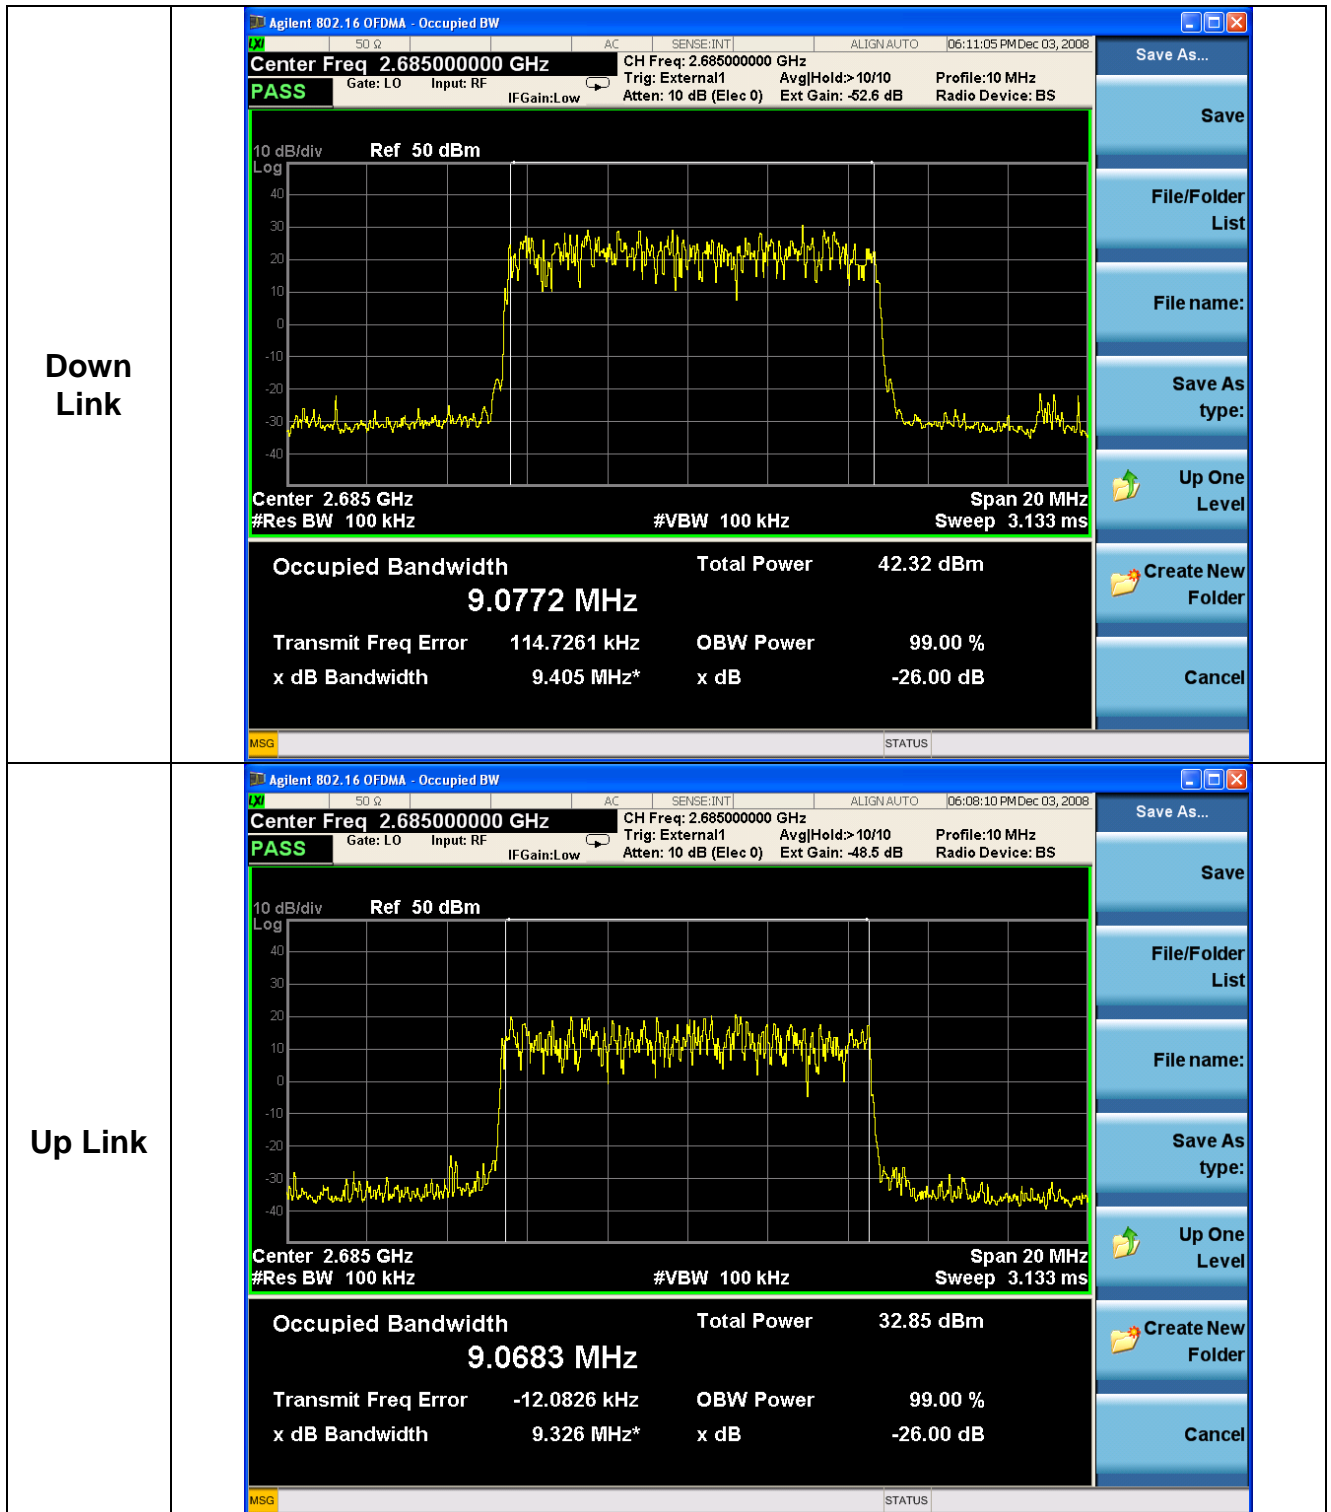 Down
Link
Agilent 802.16 OFDMA - Occupied BW
LXI 50 Ω AC SENSE:INT ALIGN AUTO 06:11:05 PM Dec 03, 2008
Center Freq 2.685000000 GHz CH Freq: 2.685000000 GHz
Trig: External1 Avg|Hold:> 10/10 Profile:10 MHz
PASS Gate: LO Input: RF IFGain:Low Atten: 10 dB (Elec 0) Ext Gain: -52.6 dB Radio Device: BS
10 dB/div Ref 50 dBm
Log
40
30
20
10
0
-10
-20
-30
-40
Center 2.685 GHz Span 20 MHz
#Res BW 100 kHz #VBW 100 kHz Sweep 3.133 ms
Occupied Bandwidth Total Power 42.32 dBm
9.0772 MHz
Transmit Freq Error 114.7261 kHz OBW Power 99.00 %
x dB Bandwidth 9.405 MHz* x dB -26.00 dB
MSG STATUS
Save As...
Save
File/Folder
List
File name:
Save As
type:
Up One
Level
Create New
Folder
Cancel
Up Link
Agilent 802.16 OFDMA - Occupied BW
LXI 50 Ω AC SENSE:INT ALIGN AUTO 06:08:10 PM Dec 03, 2008
Center Freq 2.685000000 GHz CH Freq: 2.685000000 GHz
Trig: External1 Avg|Hold:> 10/10 Profile:10 MHz
PASS Gate: LO Input: RF IFGain:Low Atten: 10 dB (Elec 0) Ext Gain: -48.5 dB Radio Device: BS
10 dB/div Ref 50 dBm
Log
40
30
20
10
0
-10
-20
-30
-40
Center 2.685 GHz Span 20 MHz
#Res BW 100 kHz #VBW 100 kHz Sweep 3.133 ms
Occupied Bandwidth Total Power 32.85 dBm
9.0683 MHz
Transmit Freq Error -12.0826 kHz OBW Power 99.00 %
x dB Bandwidth 9.326 MHz* x dB -26.00 dB
MSG STATUS
Save As...
Save
File/Folder
List
File name:
Save As
type:
Up One
Level
Create New
Folder
Cancel